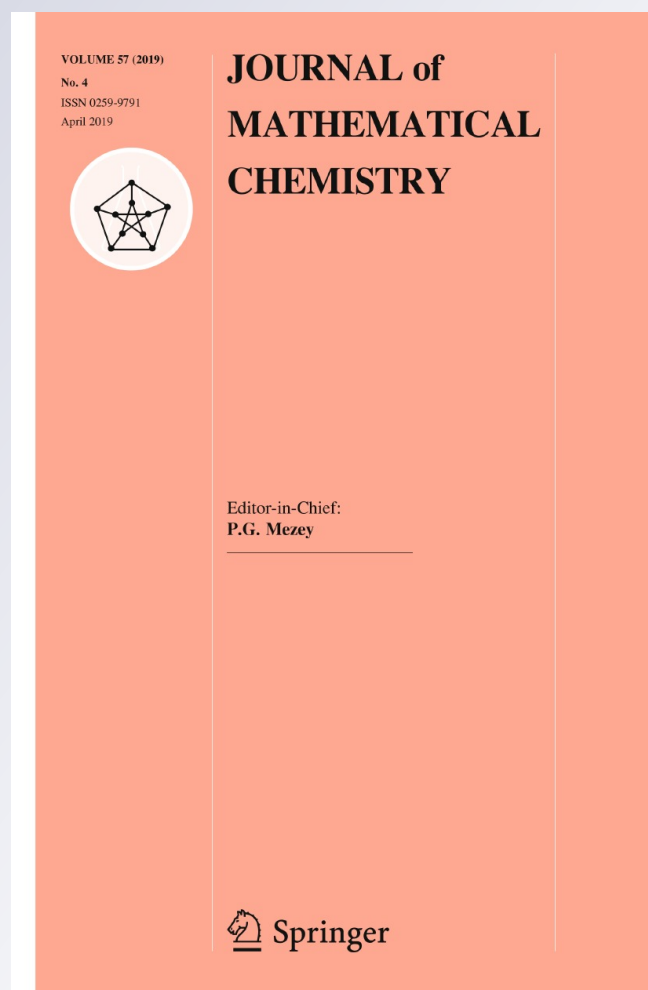 VOLUME 57 (2019)
No. 4
ISSN 0259-9791
April 2019
JOURNAL of
MATHEMATICAL
CHEMISTRY
Editor-in-Chief:
P.G. Mezey
Springer